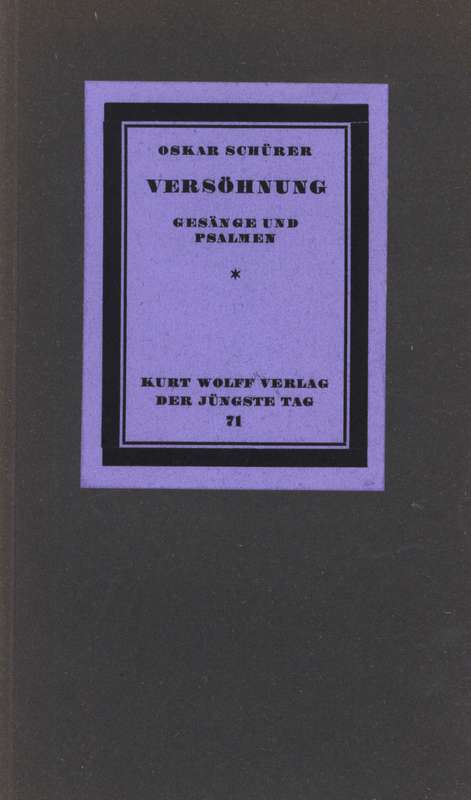 OSKAR SCHÜRER
VERSÖHNUNG
GESÄNGE UND
PSALMEN
*
KURT WOLFF VERLAG
DER JÜNGSTE TAG
71